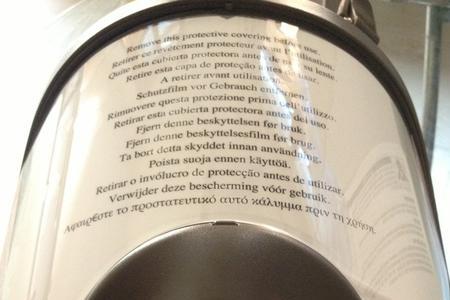 Remove this protective covering before use.
Retirer ce revêtement protecteur avant l'utilisation.
Quite esta cubierta protectora antes de usar su lente.
Retire esta capa de proteção antes de usar.
A retirer avant utilisation.
Schutzfilm vor Gebrauch entfernen.
Rimuovere questa protezione prima dell'utilizzo.
Retirar esta cubierta protectora antes del uso.
Fjern denne beskyttelsen før bruk.
Fjern denne beskyttelsesfilm før brug.
Ta bort detta skyddet innan användning.
Poista suoja ennen käyttöä.
Retirar o invólucro de protecção antes de utilizar.
Verwijder deze bescherming vóór gebruik.
Αφαιρέστε το προστατευτικό αυτό κάλυμμα πριν τη χρήση.